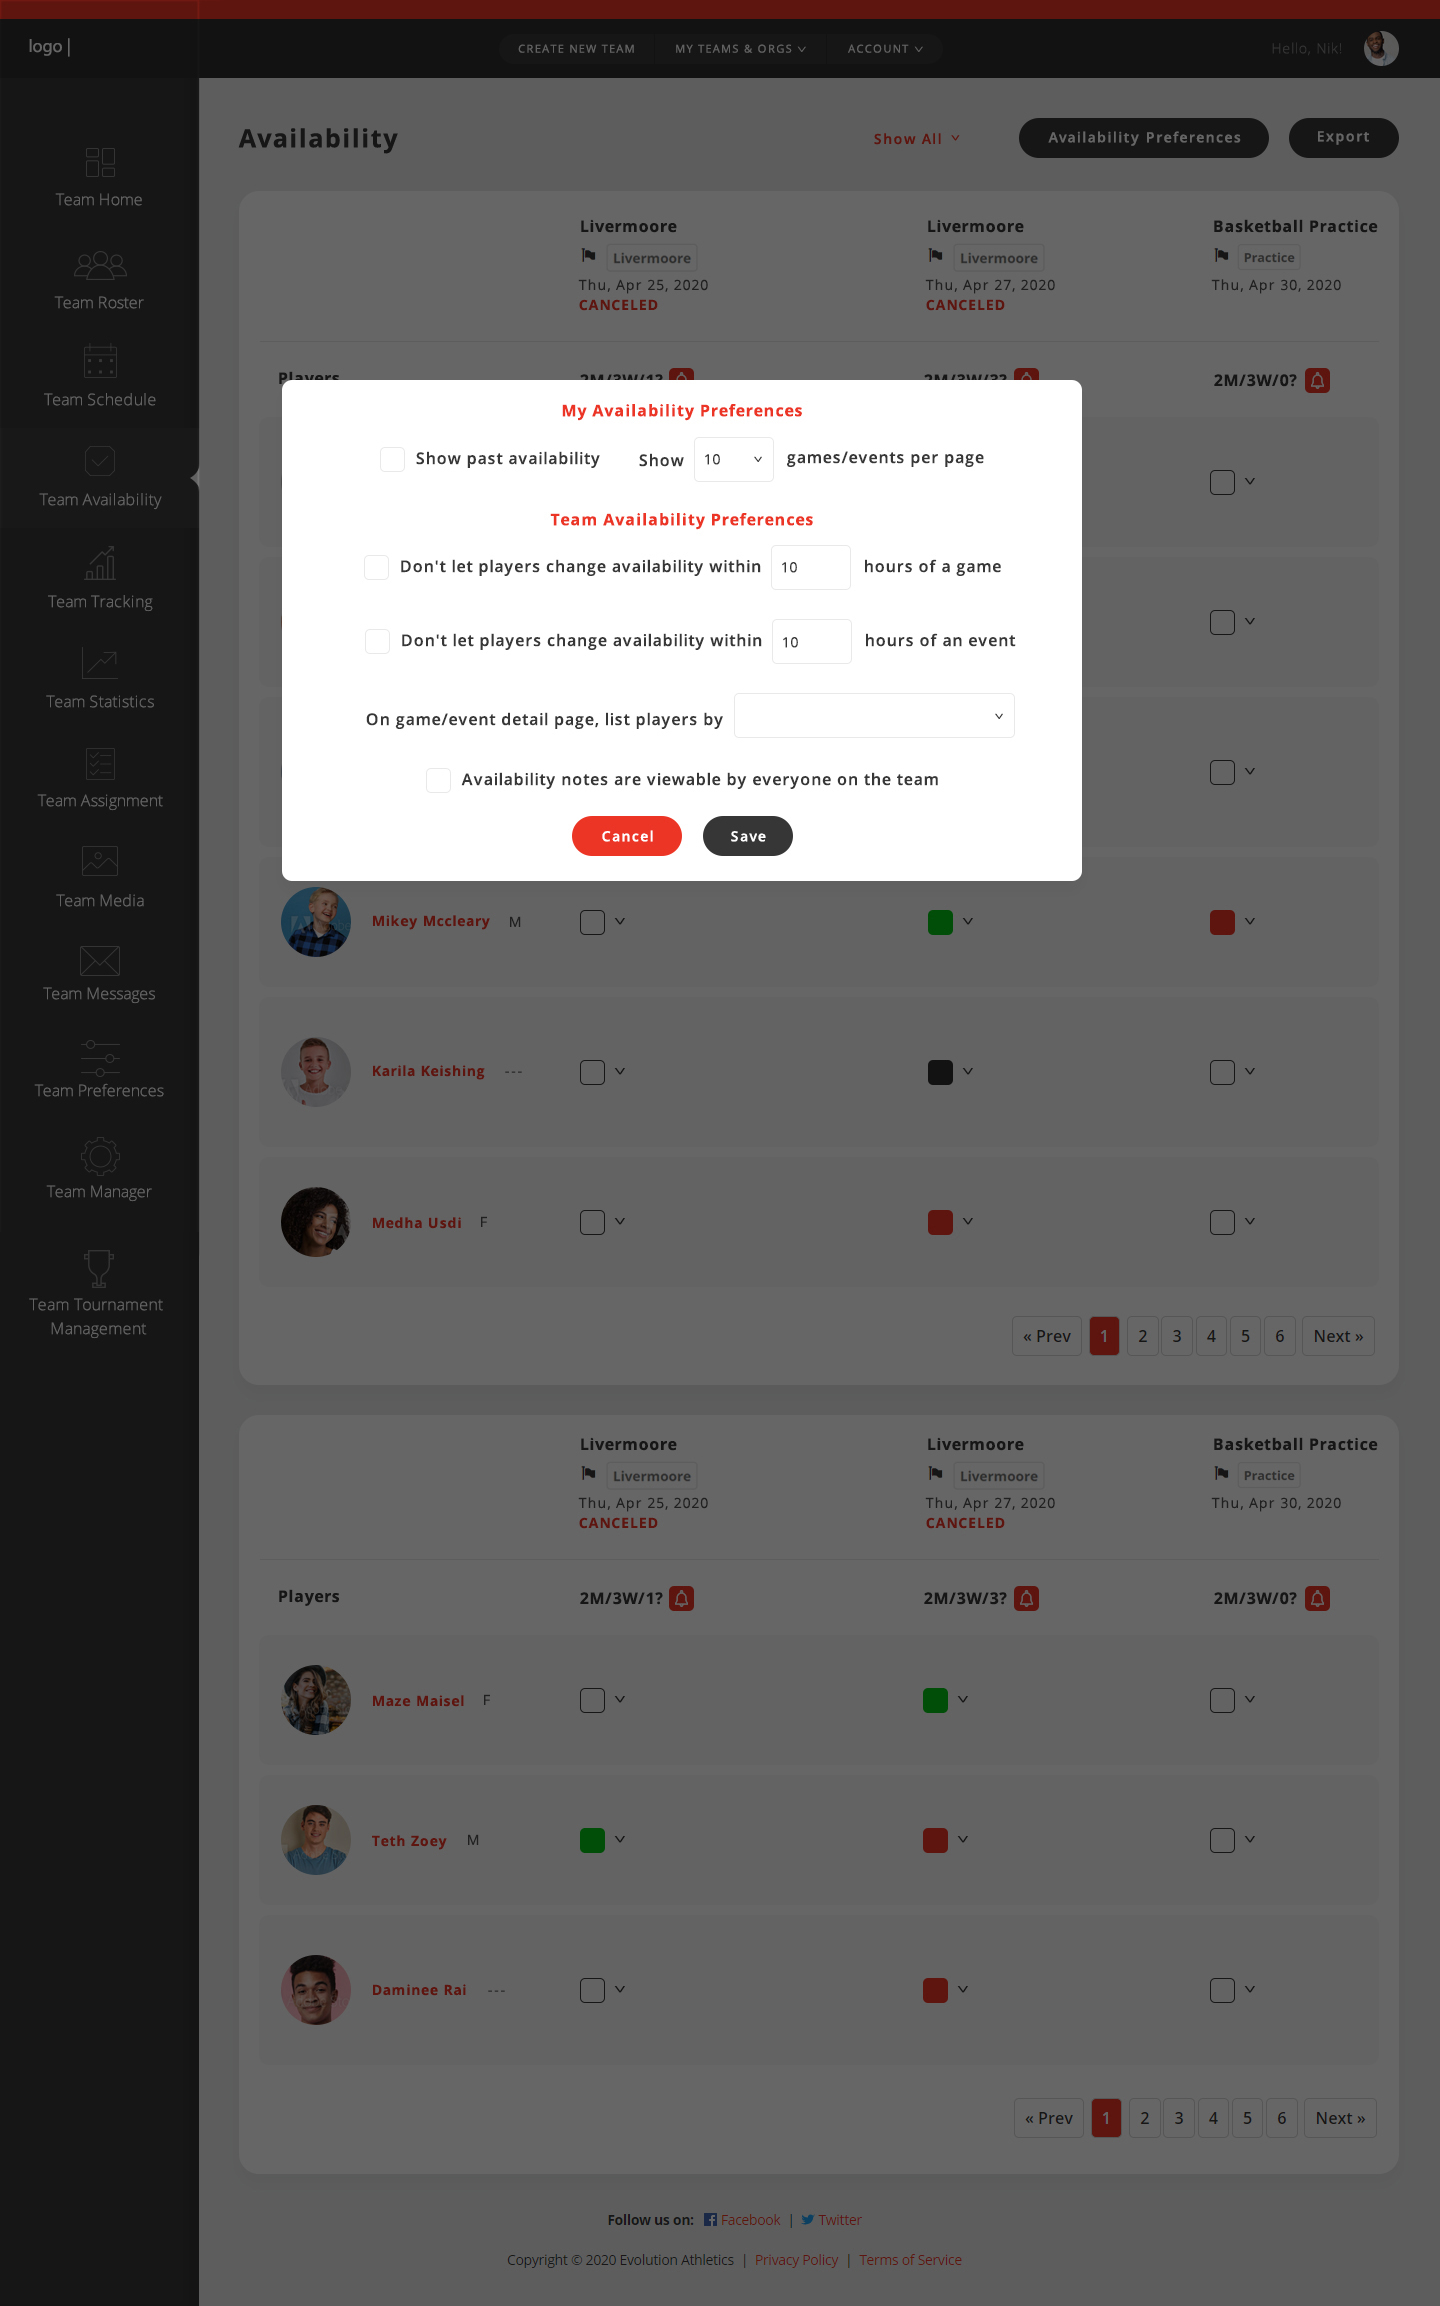 logo |
CREATE NEW TEAM
MY TEAMS & ORGS
ACCOUNT
Hello, Nik!
Team Home
Team Roster
Team Schedule
Team Availability
Team Tracking
Team Statistics
Team Assignment
Team Media
Team Messages
Team Preferences
Team Manager
Team Tournament
Management
Availability
Show All
Availability Preferences
Export
Livermoore
Livermoore
Thu, Apr 25, 2020
CANCELED
Livermoore
Livermoore
Thu, Apr 27, 2020
CANCELED
Basketball Practice
Practice
Thu, Apr 30, 2020
Players
2M/3W/1?
2M/3W/3?
2M/3W/0?
My Availability Preferences
Show past availability
Show 10 games/events per page
Team Availability Preferences
Don't let players change availability within 10 hours of a game
Don't let players change availability within 10 hours of an event
On game/event detail page, list players by
Availability notes are viewable by everyone on the team
Cancel
Save
Mikey Mccleary M
Karila Keishing ---
Medha Usdi F
« Prev 1 2 3 4 5 6 Next »
Livermoore
Livermoore
Thu, Apr 25, 2020
CANCELED
Livermoore
Livermoore
Thu, Apr 27, 2020
CANCELED
Basketball Practice
Practice
Thu, Apr 30, 2020
Players
2M/3W/1?
2M/3W/3?
2M/3W/0?
Maze Maisel F
Teth Zoey M
Daminee Rai ---
« Prev 1 2 3 4 5 6 Next »
Follow us on: Facebook | Twitter
Copyright © 2020 Evolution Athletics | Privacy Policy | Terms of Service